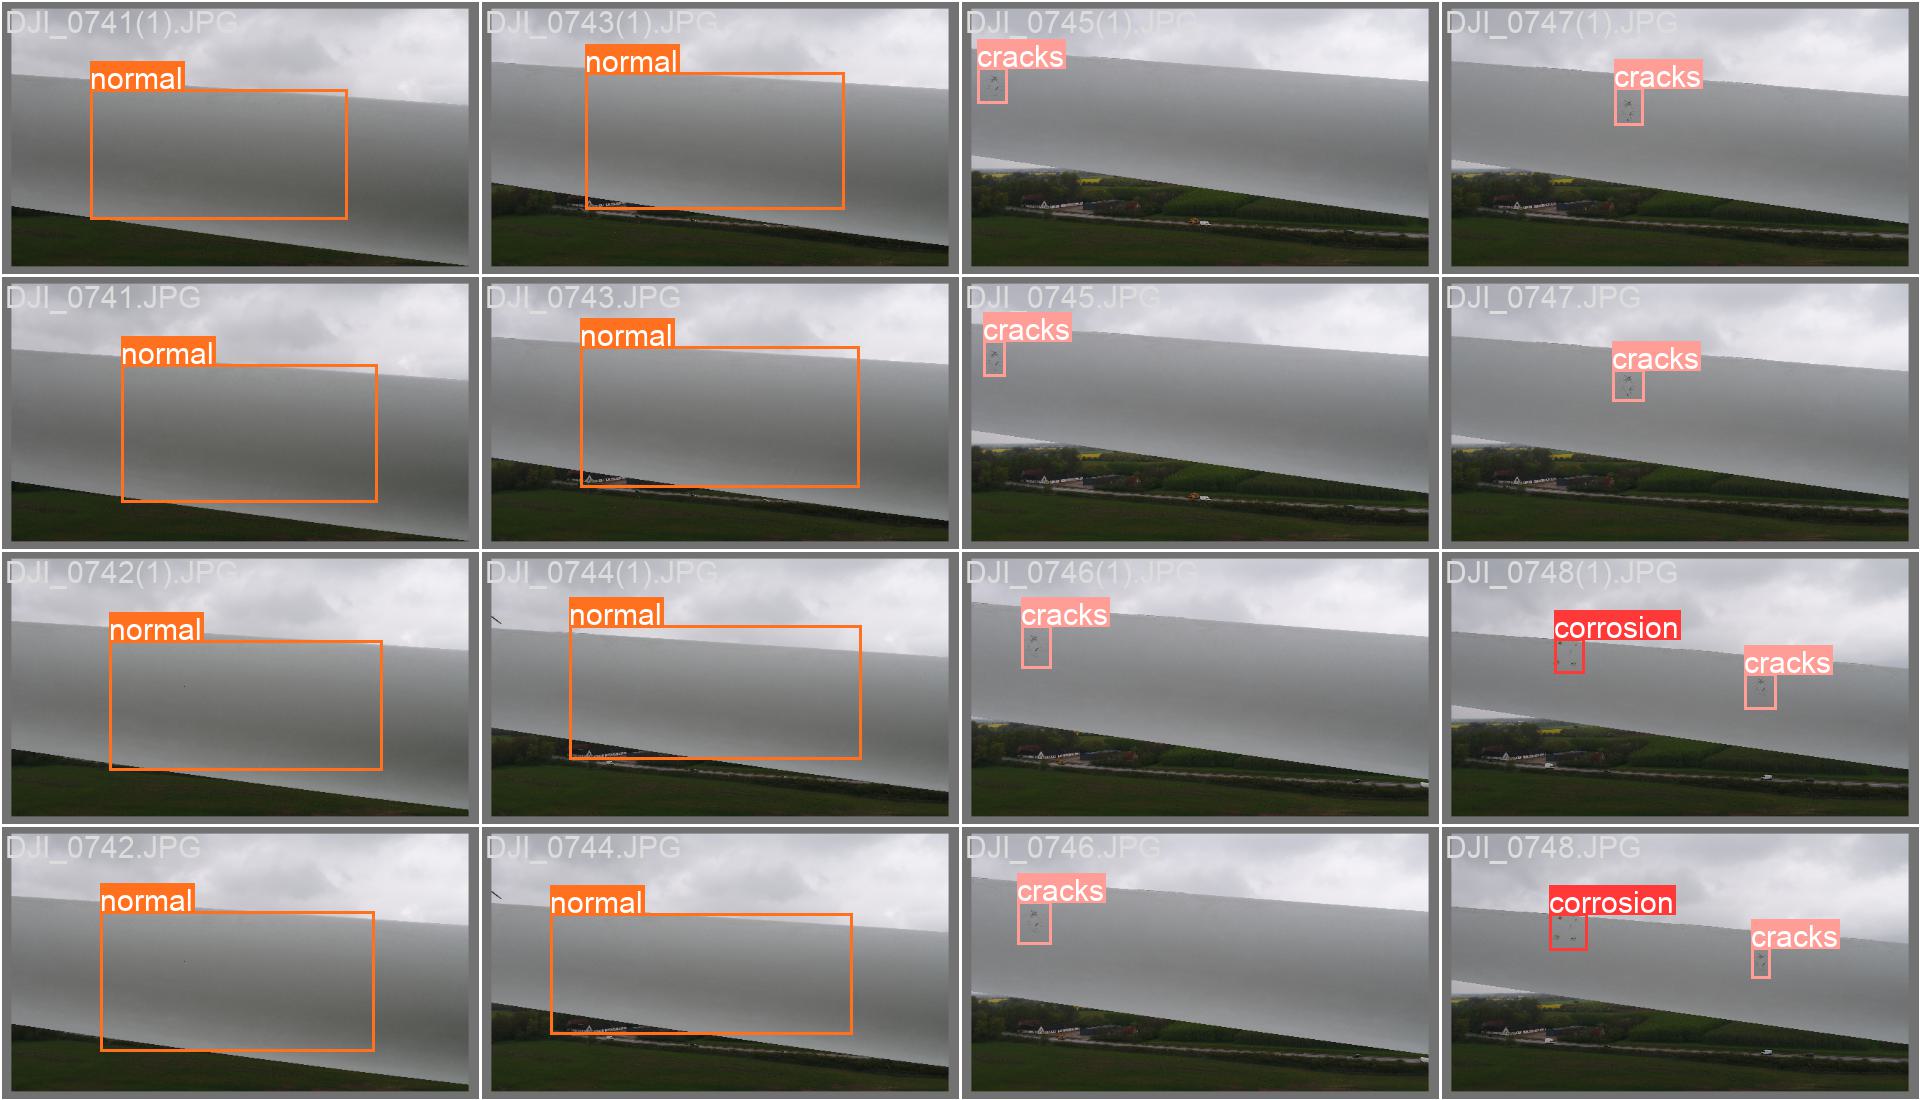 DJI_0741(1).JPG
normal
DJI_0743(1).JPG
normal
DJI_0745(1).JPG
cracks
DJI_0747(1).JPG
cracks
DJI_0741.JPG
normal
DJI_0743.JPG
normal
DJI_0745.JPG
cracks
DJI_0747.JPG
cracks
DJI_0742(1).JPG
normal
DJI_0744(1).JPG
normal
DJI_0746(1).JPG
cracks
DJI_0748(1).JPG
corrosion
cracks
DJI_0742.JPG
normal
DJI_0744.JPG
normal
DJI_0746.JPG
cracks
DJI_0748.JPG
corrosion
cracks